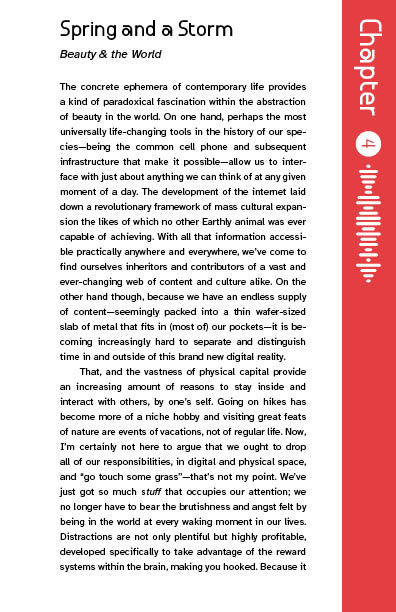 Spring and a Storm
Beauty & the World
The concrete ephemera of contemporary life provides
a kind of paradoxical fascination within the abstraction
of beauty in the world. On one hand, perhaps the most
universally life-changing tools in the history of our spe-
cies—being the common cell phone and subsequent
infrastructure that make it possible—allow us to inter-
face with just about anything we can think of at any given
moment of a day. The development of the internet laid
down a revolutionary framework of mass cultural expan-
sion the likes of which no other Earthly animal was ever
capable of achieving. With all that information accessi-
ble practically anywhere and everywhere, we’ve come to
find ourselves inheritors and contributors of a vast and
ever-changing web of content and culture alike. On the
other hand though, because we have an endless supply
of content—seemingly packed into a thin wafer-sized
slab of metal that fits in (most of) our pockets—it is be-
coming increasingly hard to separate and distinguish
time in and outside of this brand new digital reality.
That, and the vastness of physical capital provide
an increasing amount of reasons to stay inside and
interact with others, by one’s self. Going on hikes has
become more of a niche hobby and visiting great feats
of nature are events of vacations, not of regular life. Now,
I’m certainly not here to argue that we ought to drop
all of our responsibilities, in digital and physical space,
and “go touch some grass”—that’s not my point. We’ve
just got so much stuff that occupies our attention; we
no longer have to bear the brutishness and angst felt by
being in the world at every waking moment in our lives.
Distractions are not only plentiful but highly profitable,
developed specifically to take advantage of the reward
systems within the brain, making you hooked. Because it
Chapter 4